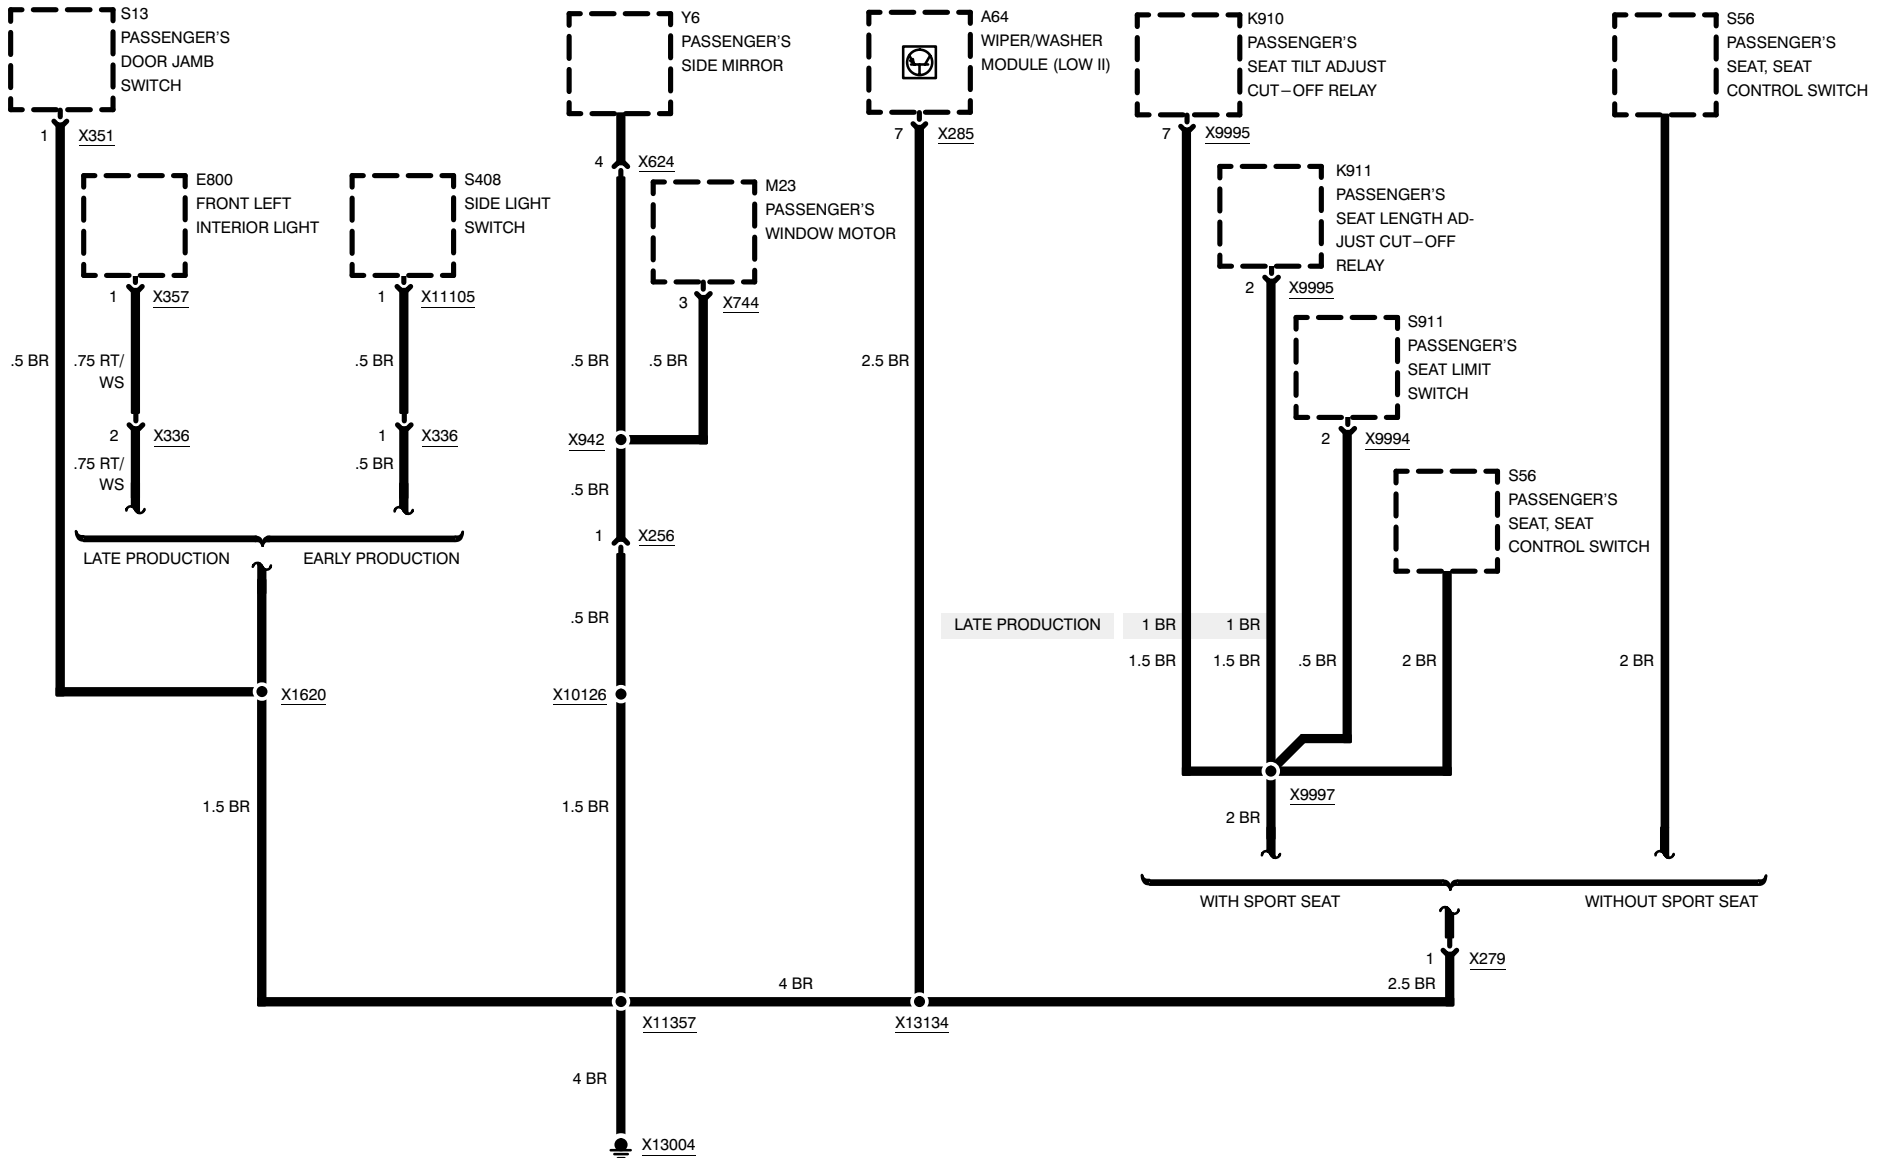 S13
PASSENGER'S
DOOR JAMB
SWITCH
1
X351
E800
FRONT LEFT
INTERIOR LIGHT
1
X357
S408
SIDE LIGHT
SWITCH
1
X11105
.5 BR
.75 RT/
WS
.5 BR
2
X336
1
X336
.75 RT/
WS
.5 BR
LATE PRODUCTION
EARLY PRODUCTION
X1620
1.5 BR
Y6
PASSENGER'S
SIDE MIRROR
4
X624
M23
PASSENGER'S
WINDOW MOTOR
3
X744
.5 BR
.5 BR
X942
.5 BR
1
X256
.5 BR
X10126
1.5 BR
A64
WIPER/WASHER
MODULE (LOW II)
7
X285
2.5 BR
K910
PASSENGER'S
SEAT TILT ADJUST
CUT–OFF RELAY
7
X9995
K911
PASSENGER'S
SEAT LENGTH AD-
JUST CUT–OFF
RELAY
2
X9995
S911
PASSENGER'S
SEAT LIMIT
SWITCH
2
X9994
S56
PASSENGER'S
SEAT, SEAT
CONTROL SWITCH
S56
PASSENGER'S
SEAT, SEAT
CONTROL SWITCH
LATE PRODUCTION
1 BR
1 BR
1.5 BR
1.5 BR
.5 BR
2 BR
2 BR
X9997
2 BR
WITH SPORT SEAT
WITHOUT SPORT SEAT
1
X279
4 BR
2.5 BR
X11357
X13134
4 BR
X13004